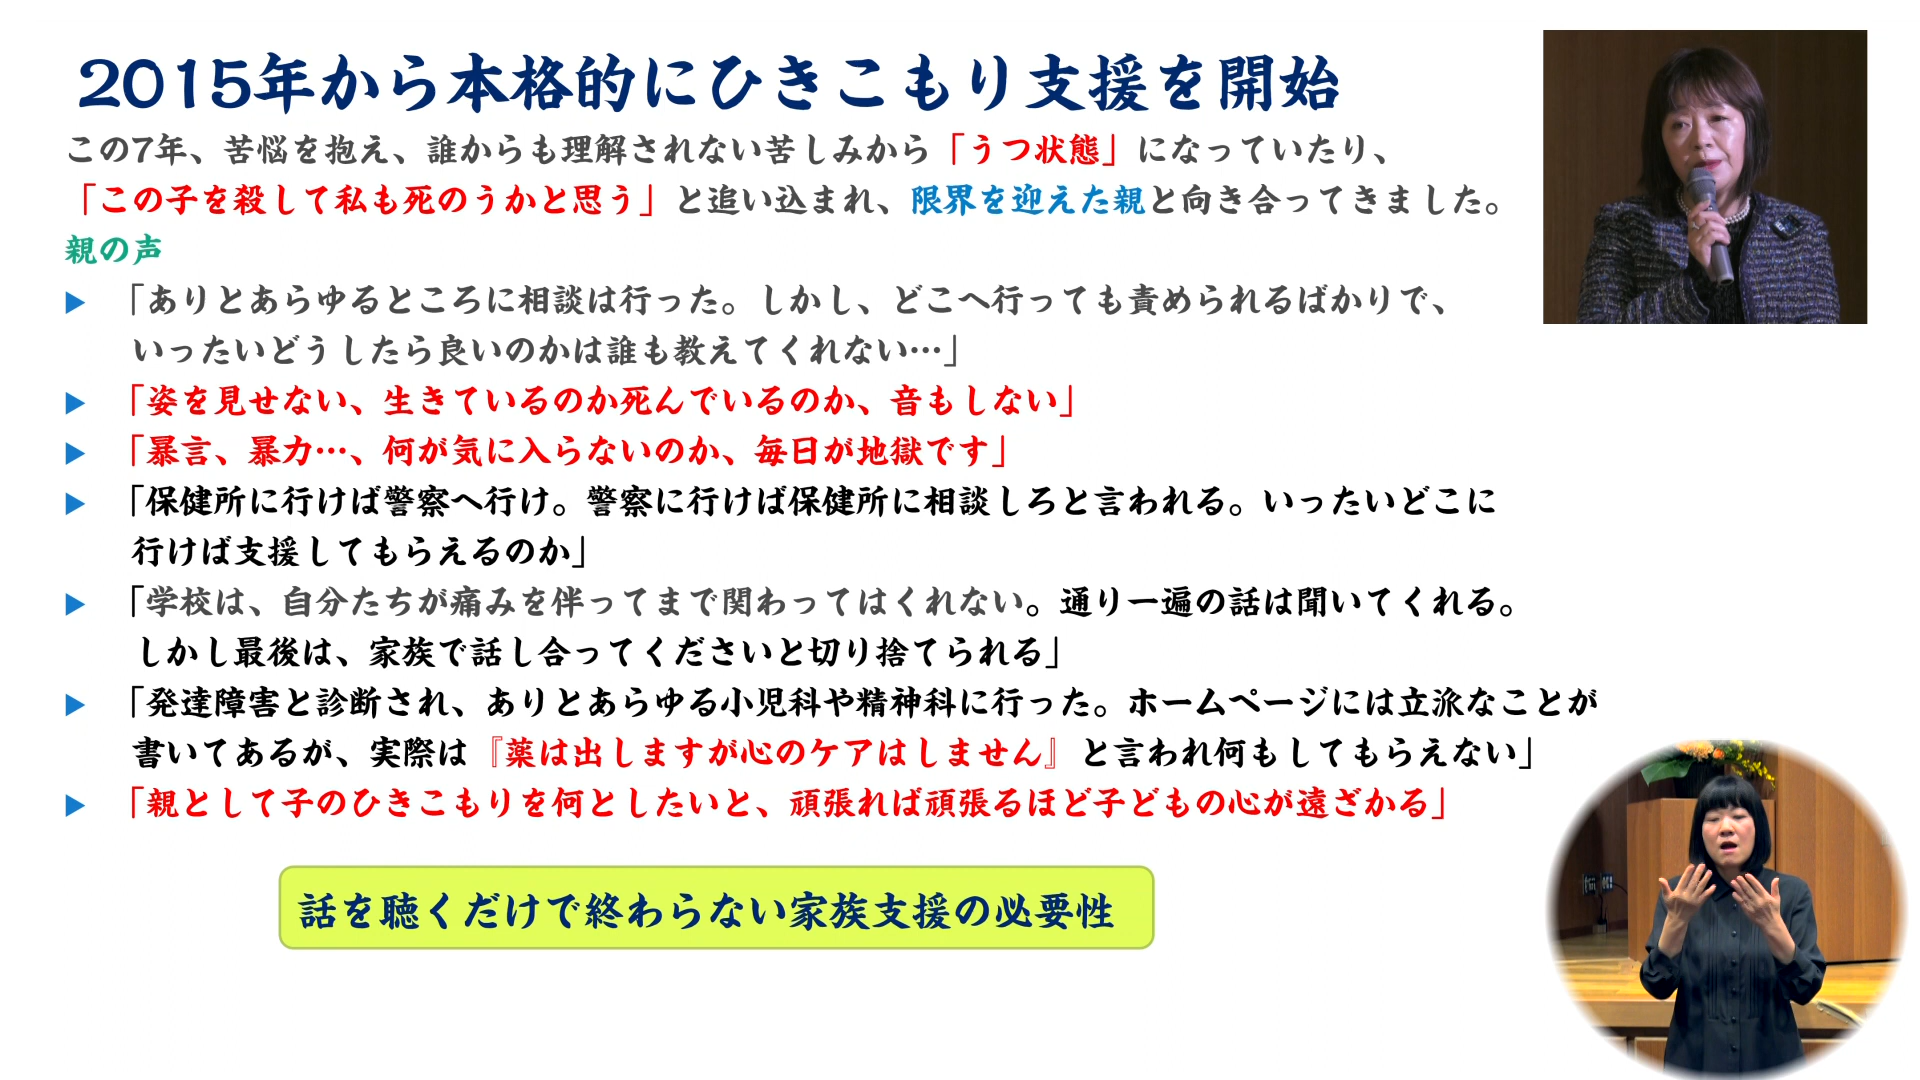 2015年から本格的にひきこもり支援を開始
この7年、苦悩を抱え、誰からも理解されない苦しみから「うつ状態」になっていたり、
「この子を殺して私も死のうかと思う」と追い込まれ、限界を迎えた親と向き合ってきました。
親の声
▶ 「ありとあらゆるところに相談は行った。しかし、どこへ行っても責められるばかりで、
いったいどうしたら良いのかは誰も教えてくれない…」
▶ 「姿を見せない、生きているのか死んでいるのか、音もしない」
▶ 「暴言、暴力…、何が気に入らないのか、毎日が地獄です」
▶ 「保健所に行けば警察へ行け。警察に行けば保健所に相談しろと言われる。いったいどこに
行けば支援してもらえるのか」
▶ 「学校は、自分たちが痛みを伴ってまで関わってはくれない。通り一遍の話は聞いてくれる。
しかし最後は、家族で話し合ってくださいと切り捨てられる」
▶ 「発達障害と診断され、ありとあらゆる小児科や精神科に行った。ホームページには立派なことが
書いてあるが、実際は『薬は出しますが心のケアはしません』と言われ何もしてもらえない」
▶ 「親として子のひきこもりを何としたいと、頑張れば頑張るほど子どもの心が遠ざかる」
話を聴くだけで終わらない家族支援の必要性